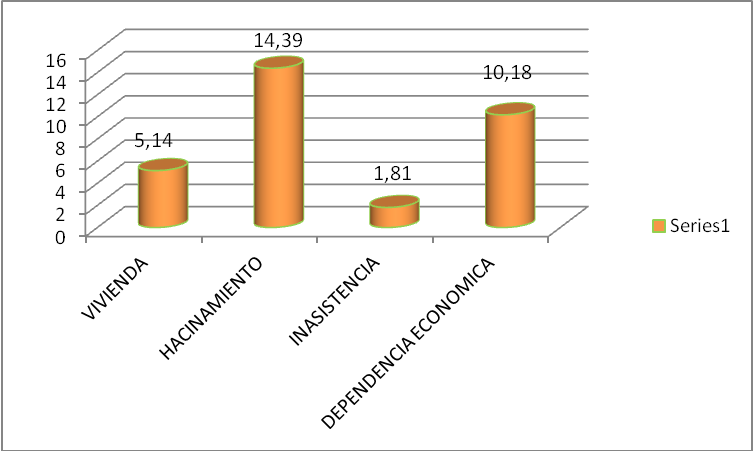 14,39
10,18
5,14
1,81
16
14
12
10
8
6
4
2
0
VIVIENDA
HACINAMIENTO
INASISTENCIA
DEPENDENCIA ECONOMICA
Series1